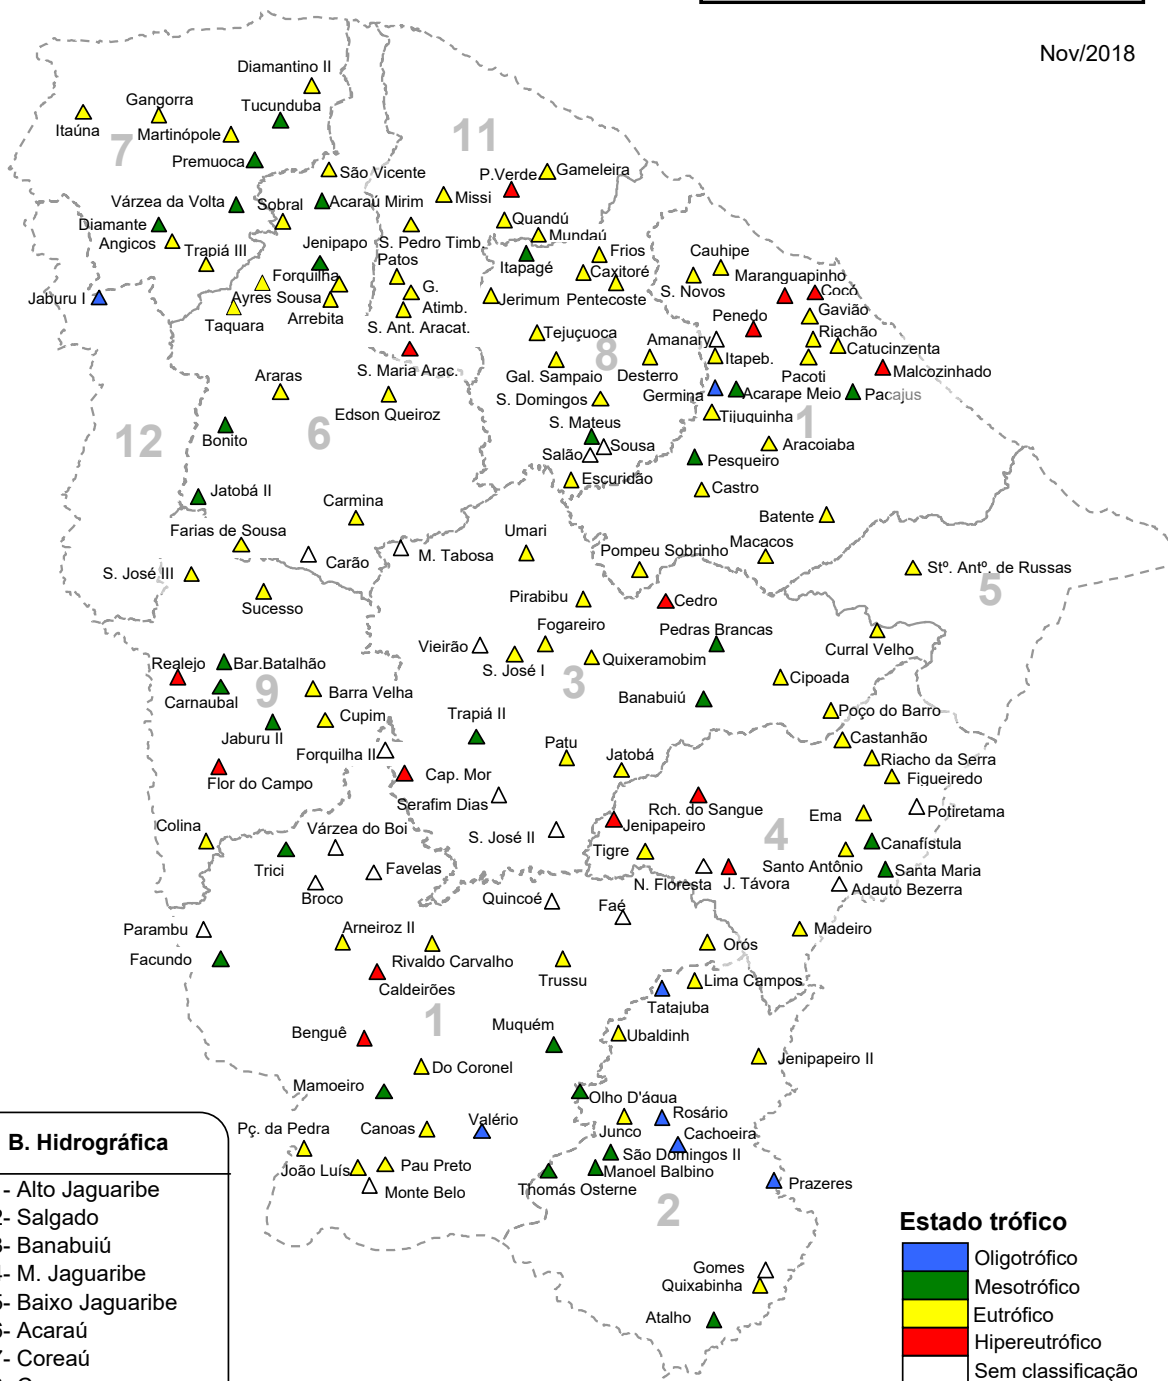 Nov/2018
Diamantino II
Gangorra
Tucunduba
Itaúna
Martinópole
7
11
Premuoca
São Vicente
P.Verde
Gameleira
Várzea da Volta
Sobral
Acaraú Mirim
Missi
Diamante
Quandú
Angicos
Jenipapo
S. Pedro Timb.
Mundaú
Trapiá III
Patos
Itapagé
Frios
Cauhipe
Forquilha
Caxitoré
Maranguapinho
Jaburu I
Ayres Sousa
G.
Atimb.
Jerimum
Pentecoste
S. Novos
Cocó
Taquara
Arrebita
S. Ant. Aracat.
Penedo
Gavião
Tejuçuoca
Amanary
Riachão
8
Catucinzenta
S. Maria Arac.
Itapeb.
Araras
Gal. Sampaio
Desterro
Pacoti
Malcozinhado
Edson Queiroz
S. Domingos
Germina
Acarape Meio
Pacajus
12
6
S. Mateus
Tijuquinha
1
Bonito
Sousa
Aracoiaba
Salão
Pesqueiro
Jatobá II
Escuridão
Castro
Carmina
Batente
Farias de Sousa
Umari
Macacos
Carão
M. Tabosa
Pompeu Sobrinho
S. José III
Stº. Antº. de Russas
5
Sucesso
Pirabibu
Cedro
Fogareiro
Pedras Brancas
Vieirão
Curral Velho
Realejo
Bar.Batalhão
S. José I
Quixeramobim
3
Cipoada
Carnaubal
9
Barra Velha
Banabuiú
Cupim
Trapiá II
Poço do Barro
Jaburu II
Castanhão
Forquilha II
Patu
Jatobá
Riacho da Serra
Flor do Campo
Cap. Mor
Figueiredo
Serafim Dias
Rch. do Sangue
Potiretama
Ema
Colina
Várzea do Boi
S. José II
Jenipapeiro
4
Canafístula
Trici
Tigre
Santo Antônio
Favelas
Santa Maria
Broco
N. Floresta
J. Távora
Adauto Bezerra
Quincoé
Faé
Parambu
Arneiroz II
Madeiro
Facundo
Rivaldo Carvalho
Orós
Caldeirões
Trussu
Lima Campos
Tatajuba
1
Benguê
Muquém
Ubaldinh
Jenipapeiro II
Do Coronel
Mamoeiro
Olho D'água
Rosário
Pç. da Pedra
Canoas
Valério
Junco
Cachoeira
São Domingos II
João Luís
Pau Preto
Manoel Balbino
Monte Belo
Thomás Osterne
Prazeres
2
Gomes
Quixabinha
Atalho
B. Hidrográfica
- Alto Jaguaribe
- Salgado
- Banabuiú
- M. Jaguaribe
- Baixo Jaguaribe
- Acaraú
- Coreaú
Estado trófico
Oligotrófico
Mesotrófico
Eutrófico
Hipereutrófico
Sem classificação